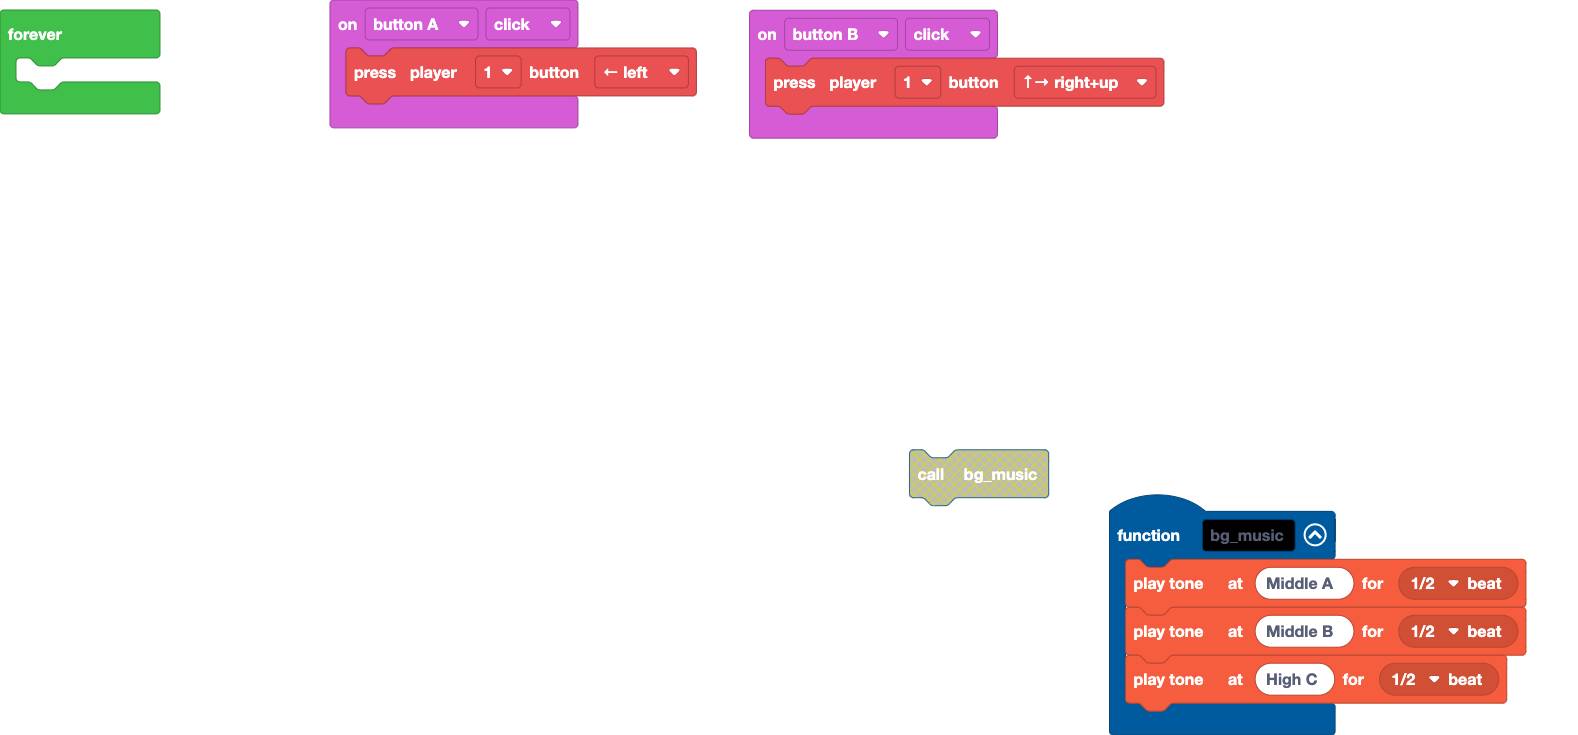 forever
on button A click
press player 1 button ← left
on button B click
press player 1 button ↑→ right+up
call bg_music
function bg_music
play tone at Middle A for 1/2 beat
play tone at Middle B for 1/2 beat
play tone at High C for 1/2 beat